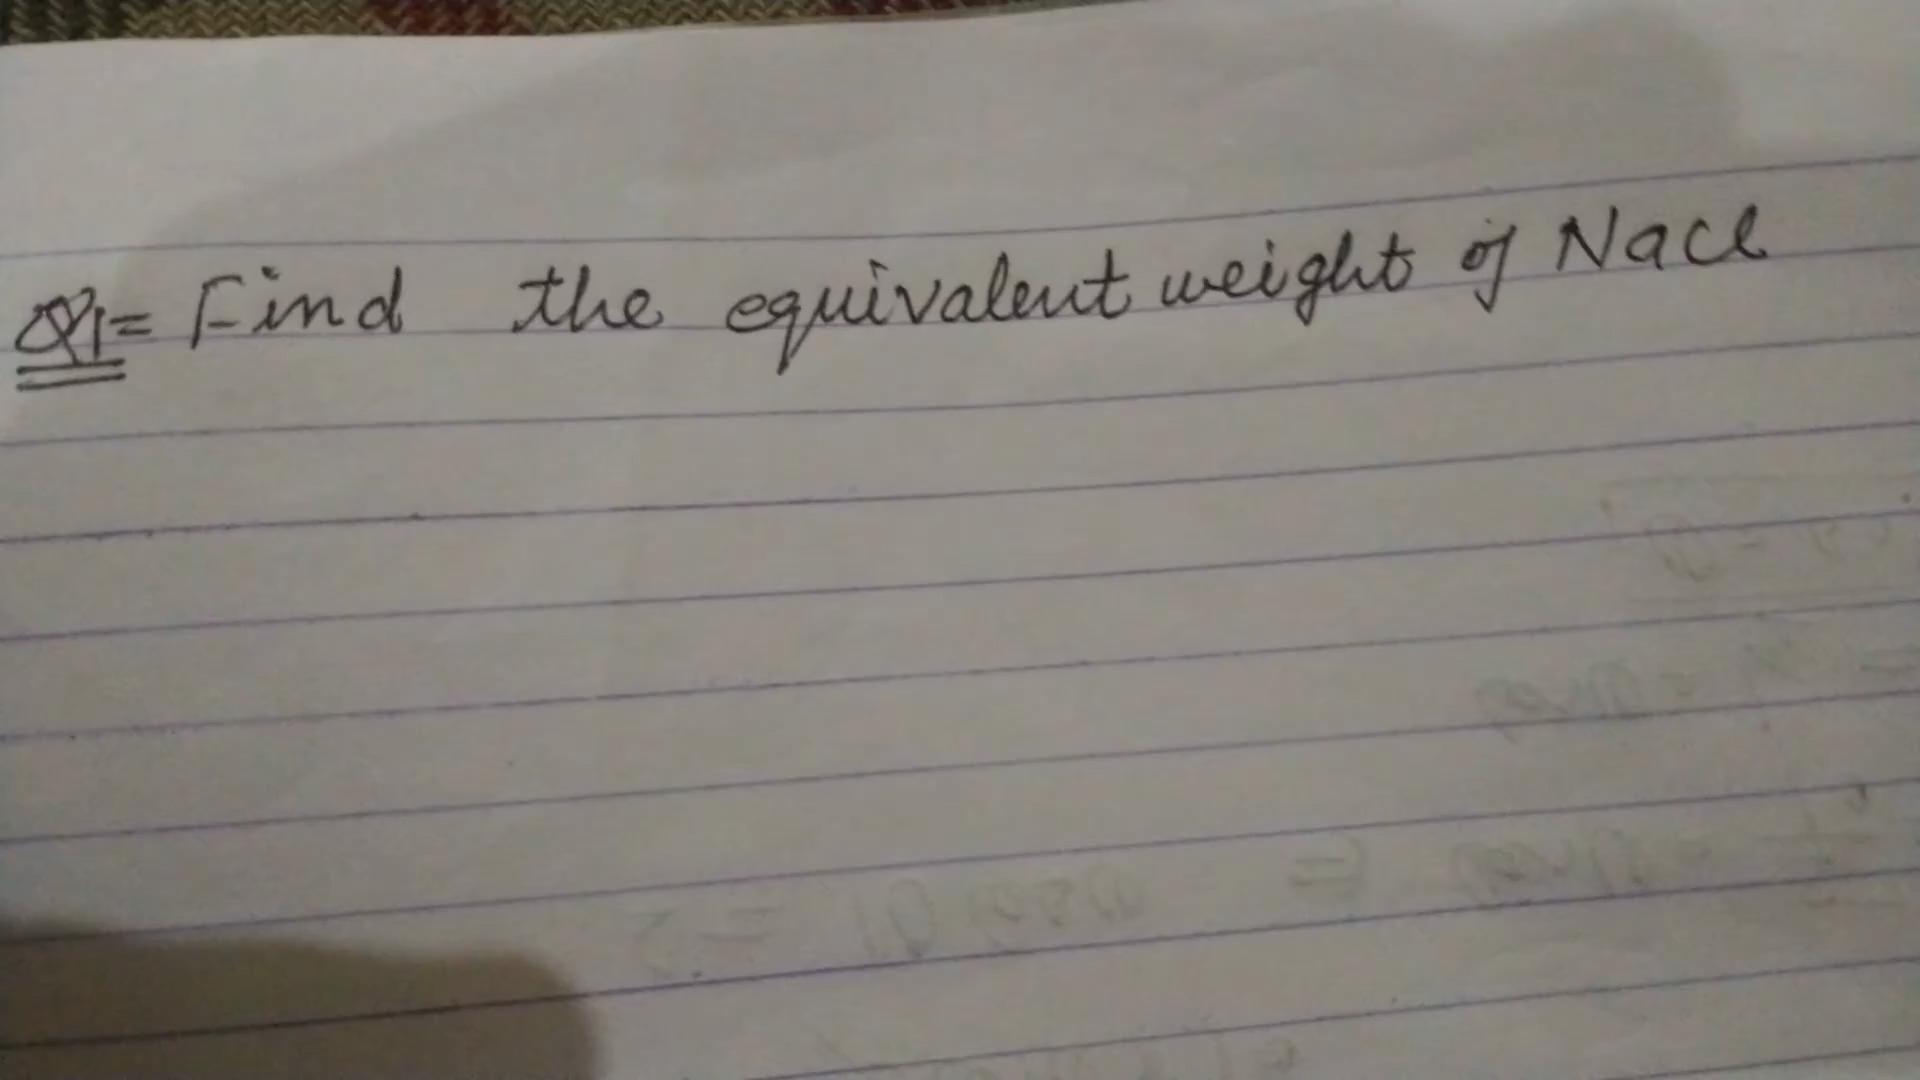 Q1= Find the equivalent weight of Nacl